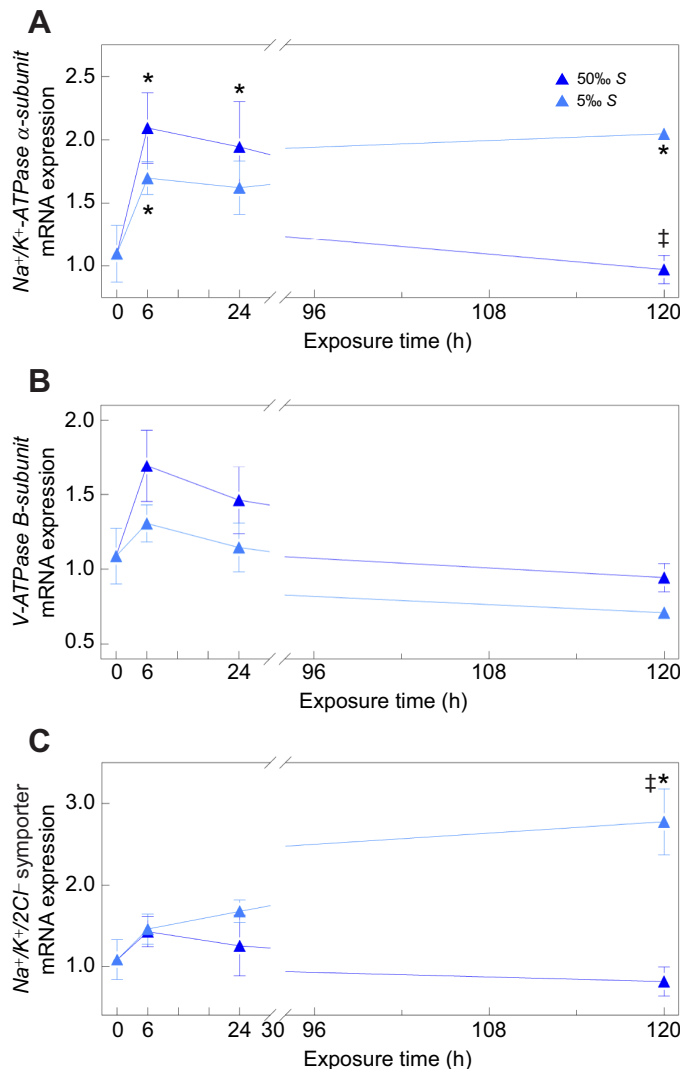 A
Na⁺/K⁺-ATPase α-subunit
mRNA expression
2.5
2.0
1.5
1.0
50‰ S
5‰ S
*
*
*
*
‡
0 6 24 96 108 120
Exposure time (h)
B
V-ATPase B-subunit
mRNA expression
2.0
1.5
1.0
0.5
0 6 24 96 108 120
Exposure time (h)
C
Na⁺/K⁺/2Cl⁻ symporter
mRNA expression
3.0
2.0
1.0
‡*
0 6 24 30 96 108 120
Exposure time (h)